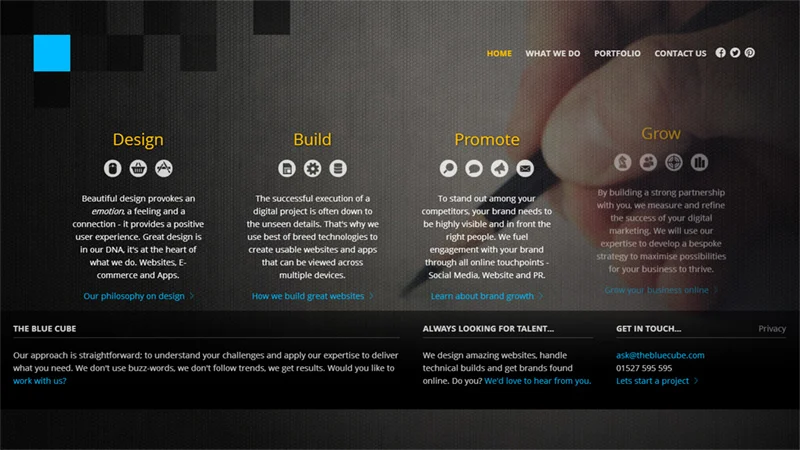 HOME WHAT WE DO PORTFOLIO CONTACT US
Design
Beautiful design provokes an
emotion, a feeling and a
connection - it provides a positive
user experience. Great design is
in our DNA, it's at the heart of
what we do. Websites, E-
commerce and Apps.
Our philosophy on design
Build
The successful execution of a
digital project is often down to
the unseen details. That's why we
use best of breed technologies to
create usable websites and apps
that can be viewed across
multiple devices.
How we build great websites
Promote
To stand out among your
competitors, your brand needs to
be highly visible and in front the
right people. We fuel
engagement with your brand
through all online touchpoints -
Social Media, Website and PR.
Learn about brand growth
Grow
By building a strong partnership
with you, we measure and refine
the success of your digital
marketing. We will use our
expertise to develop a bespoke
strategy to maximise possibilities
for your business to thrive.
Grow your business online
THE BLUE CUBE
Our approach is straightforward; to understand your challenges and apply our expertise to deliver
what you need. We don't use buzz-words, we don't follow trends, we get results. Would you like to
work with us?
ALWAYS LOOKING FOR TALENT...
We design amazing websites, handle
technical builds and get brands found
online. Do you? We'd love to hear from you.
GET IN TOUCH... Privacy
ask@thebluecube.com
01527 595 595
Lets start a project